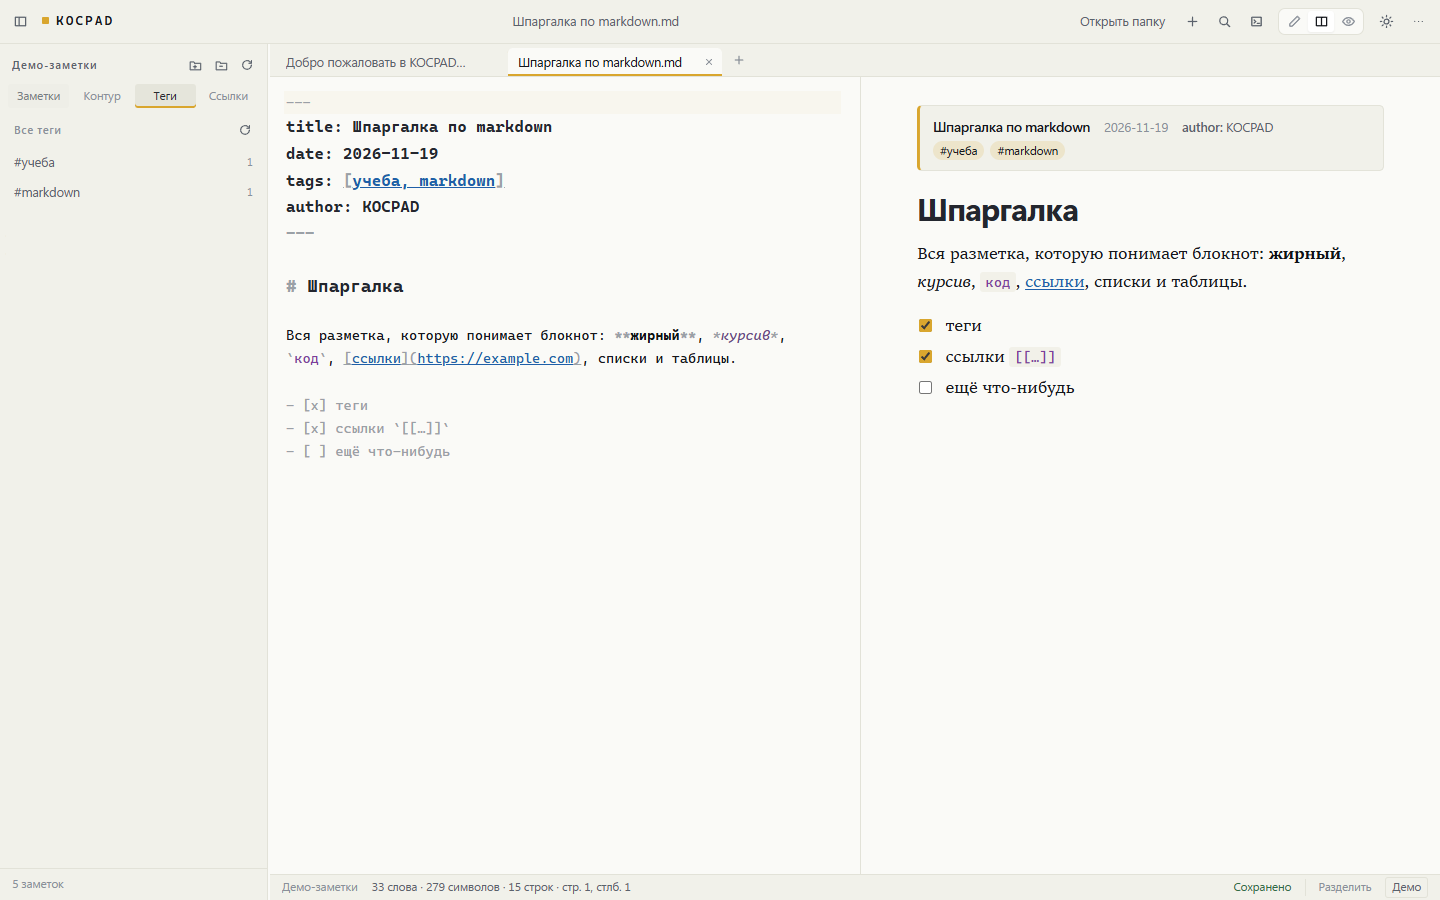 КОСРАD
Шпаргалка по markdown.md
Открыть папку
Демо-заметки
Заметки
Контур
Теги
Ссылки
Все теги
#учеба 1
#markdown 1
5 заметок
Добро пожаловать в КОСРАD...
Шпаргалка по markdown.md
---
title: Шпаргалка по markdown
date: 2026-11-19
tags: [учеба, markdown]
author: КОСРАD
---
# Шпаргалка
Вся разметка, которую понимает блокнот: **жирный**, *курсив*,
`код`, [ссылки](https://example.com), списки и таблицы.
- [x] теги
- [x] ссылки `[[…]]`
- [ ] ещё что-нибудь
Шпаргалка по markdown 2026-11-19 author: КОСРАD
#учеба #markdown
Шпаргалка
Вся разметка, которую понимает блокнот: жирный,
курсив, код, ссылки, списки и таблицы.
теги
ссылки [[…]]
ещё что-нибудь
Демо-заметки 33 слова · 279 символов · 15 строк · стр. 1, стлб. 1
Сохранено
Разделить
Демо